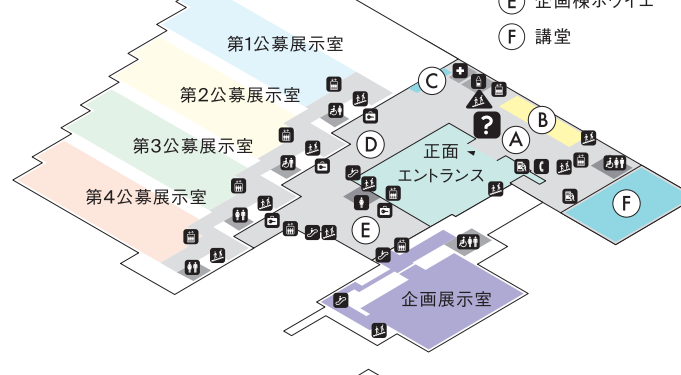 E 企画棟ホワイエ
F 講堂
第1公募展示室
C
第2公募展示室
B
?
A
第3公募展示室
D
正面
エントランス
第4公募展示室
F
E
企画展示室